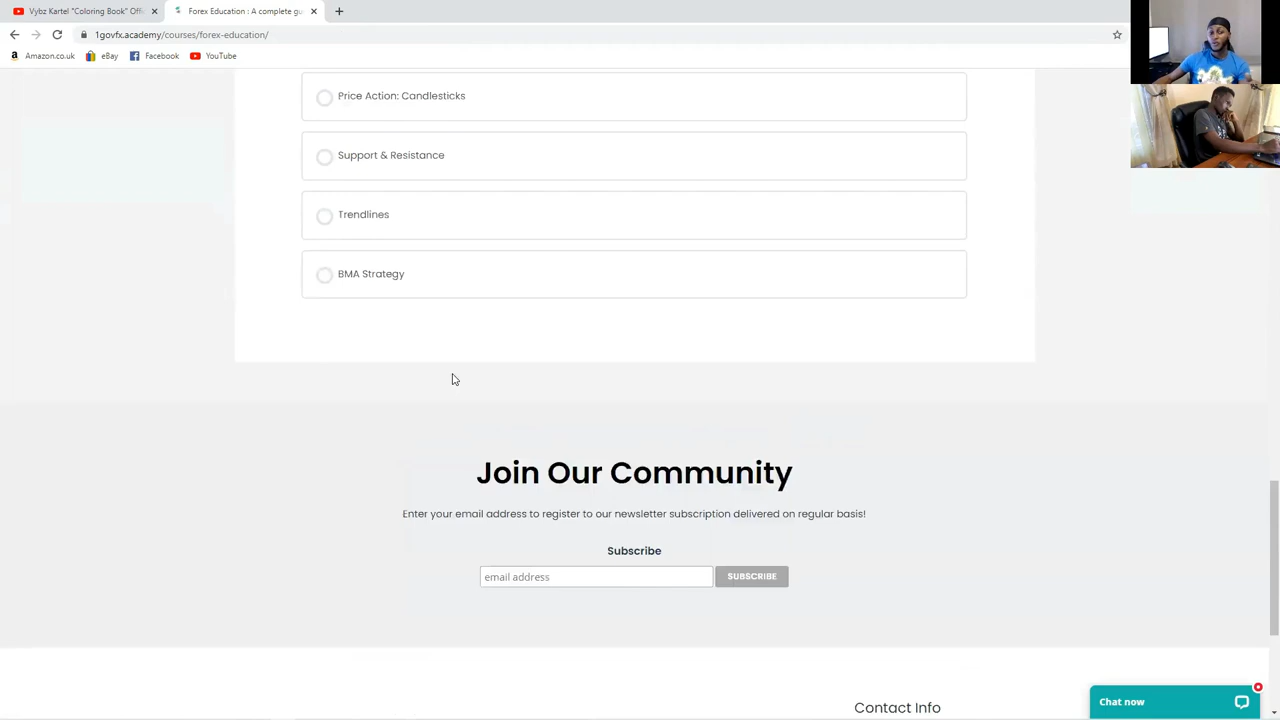 Vybz Kartel "Coloring Book" Offi
Forex Education : A complete gu
1govfx.academy/courses/forex-education/
Amazon.co.uk
eBay
Facebook
YouTube
Price Action: Candlesticks
Support & Resistance
Trendlines
BMA Strategy
Join Our Community
Enter your email address to register to our newsletter subscription delivered on regular basis!
Subscribe
email address
SUBSCRIBE
Contact Info
Chat now